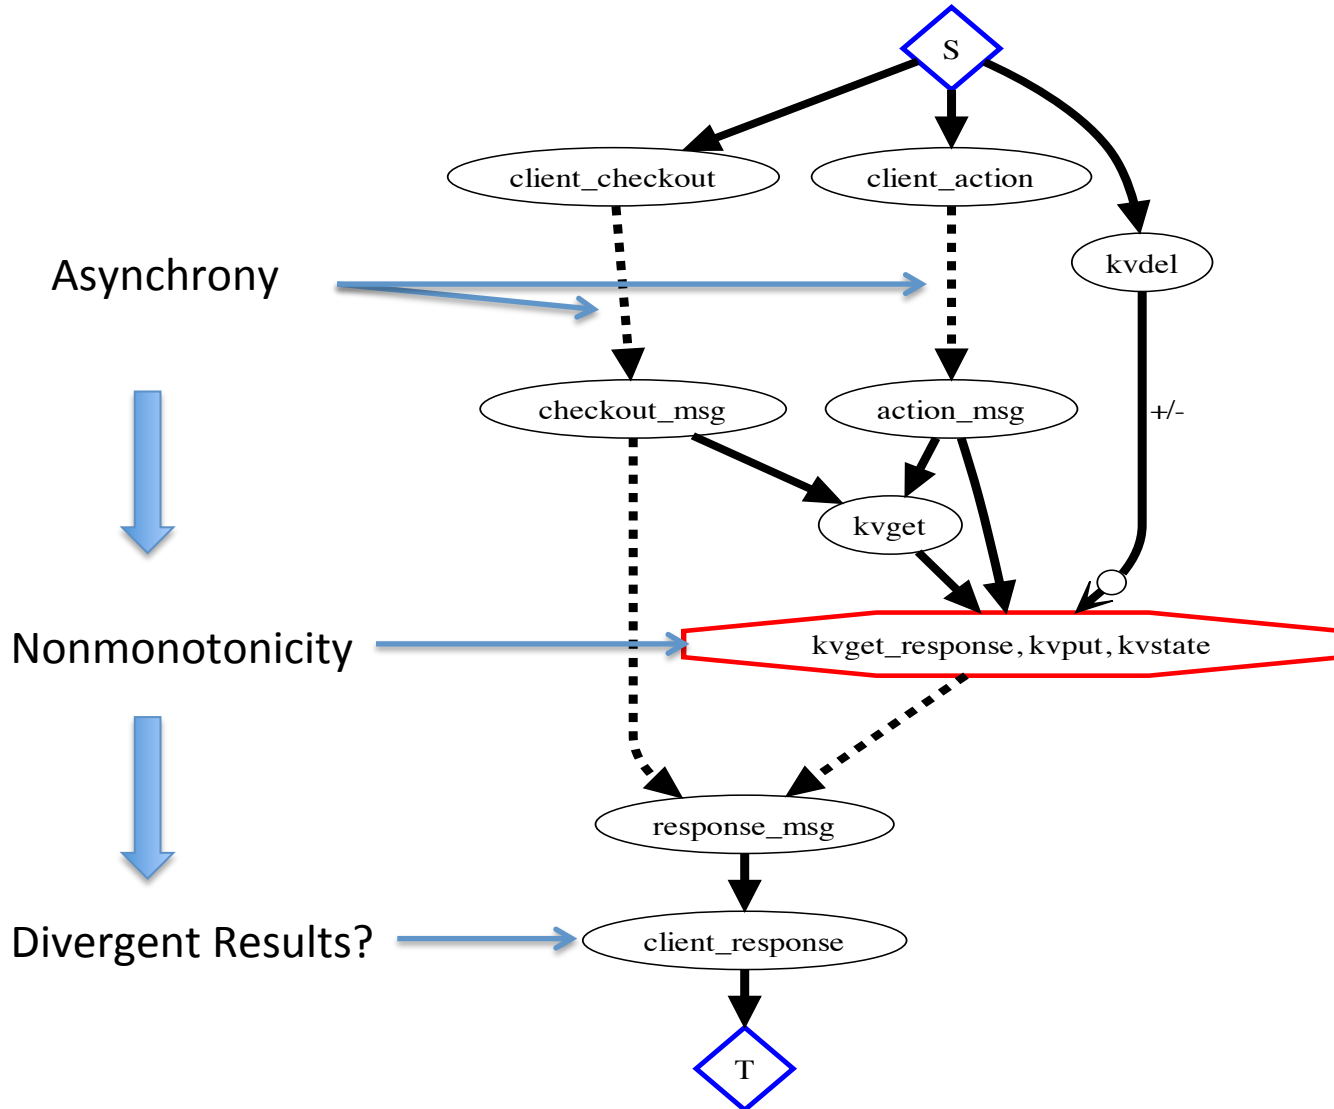 S
client_checkout
client_action
kvdel
Asynchrony
checkout_msg
action_msg
+/-
kvget
Nonmonotonicity
kvget_response, kvput, kvstate
response_msg
Divergent Results?
client_response
T